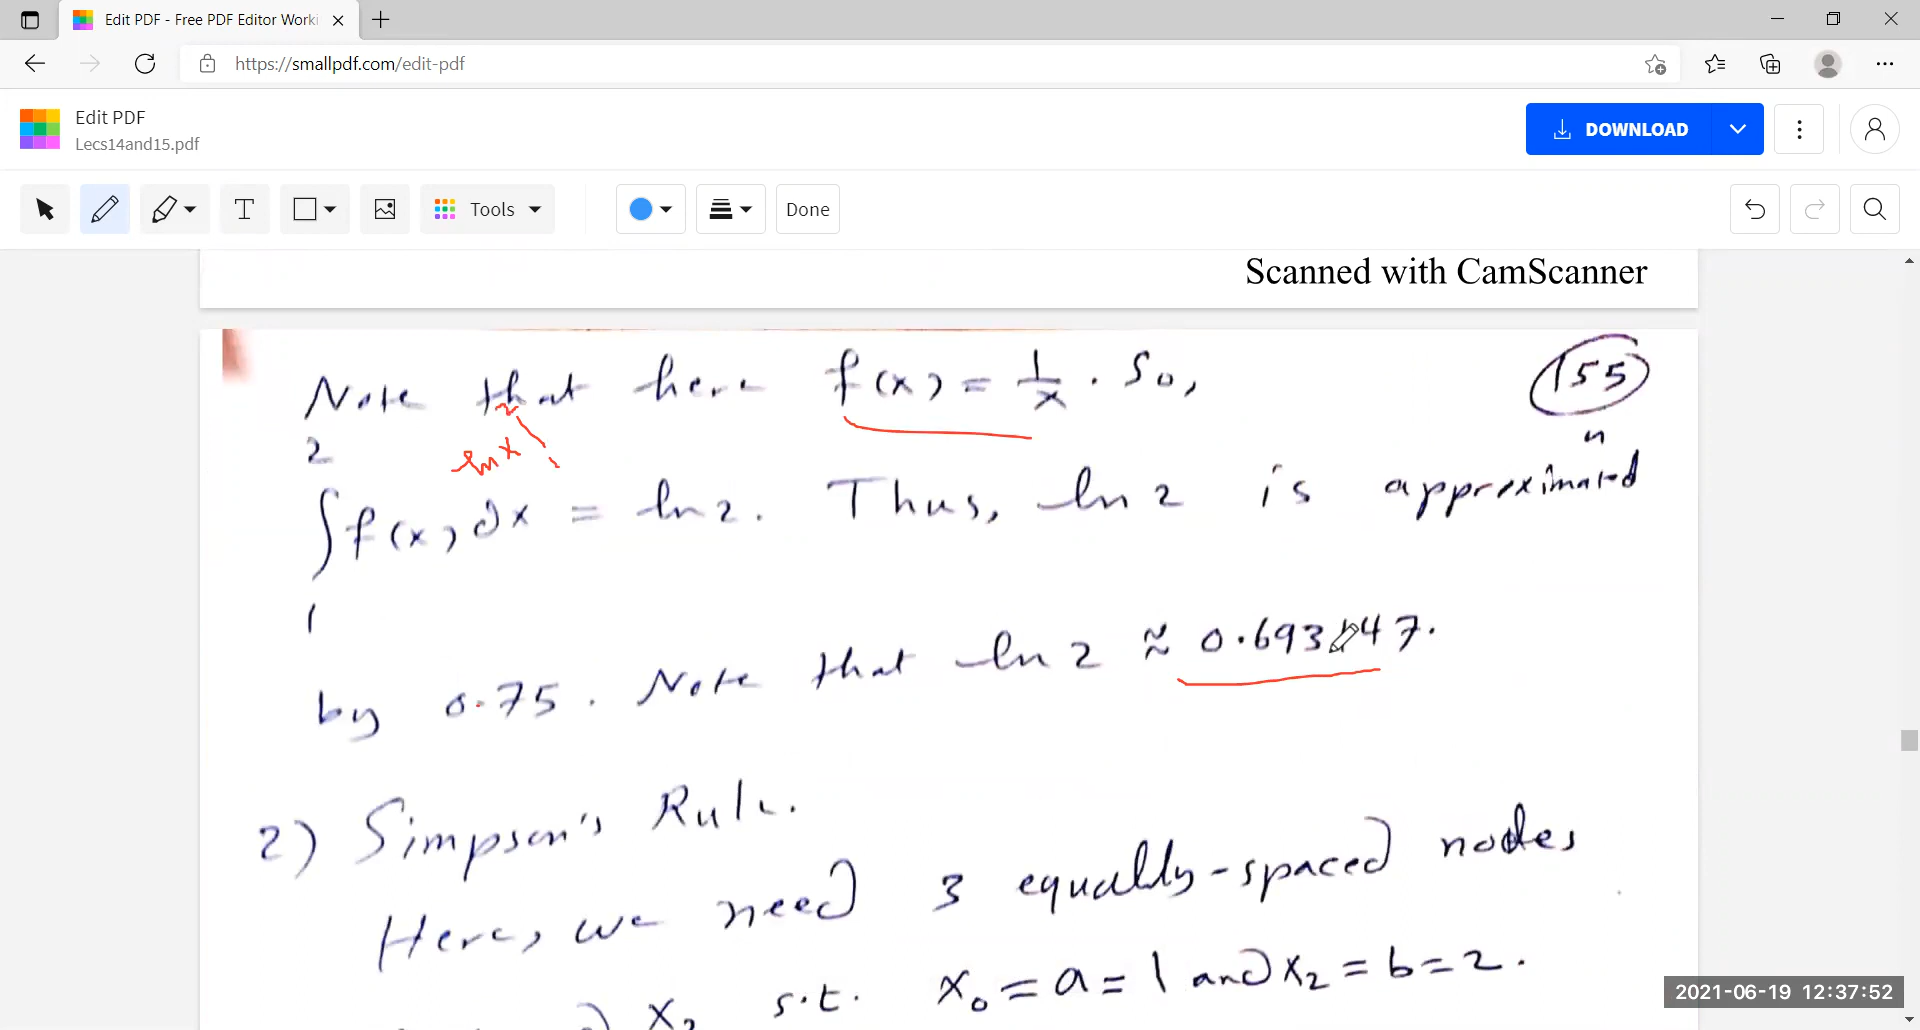 Edit PDF - Free PDF Editor Worki
https://smallpdf.com/edit-pdf
Edit PDF
Lecs14and15.pdf
DOWNLOAD
T
Tools
Done
Scanned with CamScanner
Note that here f(x) = 1/x . So,
155
2
ln x
∫ f(x) dx = ln 2. Thus, ln 2 is approximated
1
by 0.75. Note that ln 2 ≈ 0.693147.
2) Simpson's Rule.
Here, we need 3 equally-spaced nodes
x₂ s.t. x₀ = a = 1 and x₂ = b = 2.
2021-06-19 12:37:52